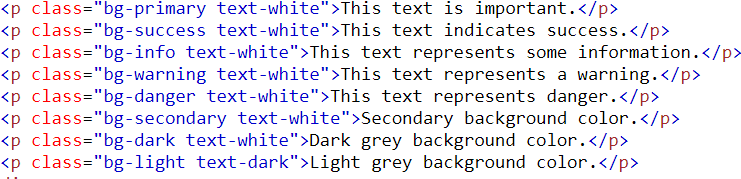 <p class="bg-primary text-white">This text is important.</p>
<p class="bg-success text-white">This text indicates success.</p>
<p class="bg-info text-white">This text represents some information.</p>
<p class="bg-warning text-white">This text represents a warning.</p>
<p class="bg-danger text-white">This text represents danger.</p>
<p class="bg-secondary text-white">Secondary background color.</p>
<p class="bg-dark text-white">Dark grey background color.</p>
<p class="bg-light text-dark">Light grey background color.</p>